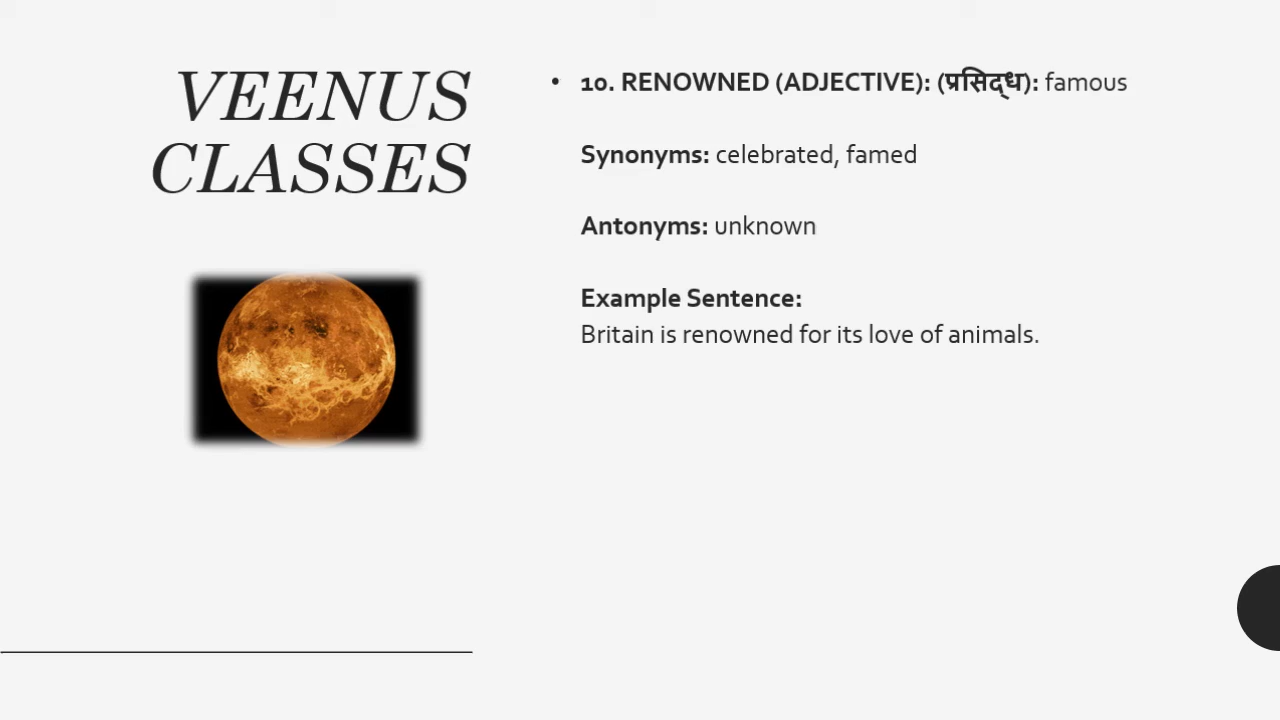 VEENUS
CLASSES
• 10. RENOWNED (ADJECTIVE): (प्रसिद्ध): famous
Synonyms: celebrated, famed
Antonyms: unknown
Example Sentence:
Britain is renowned for its love of animals.